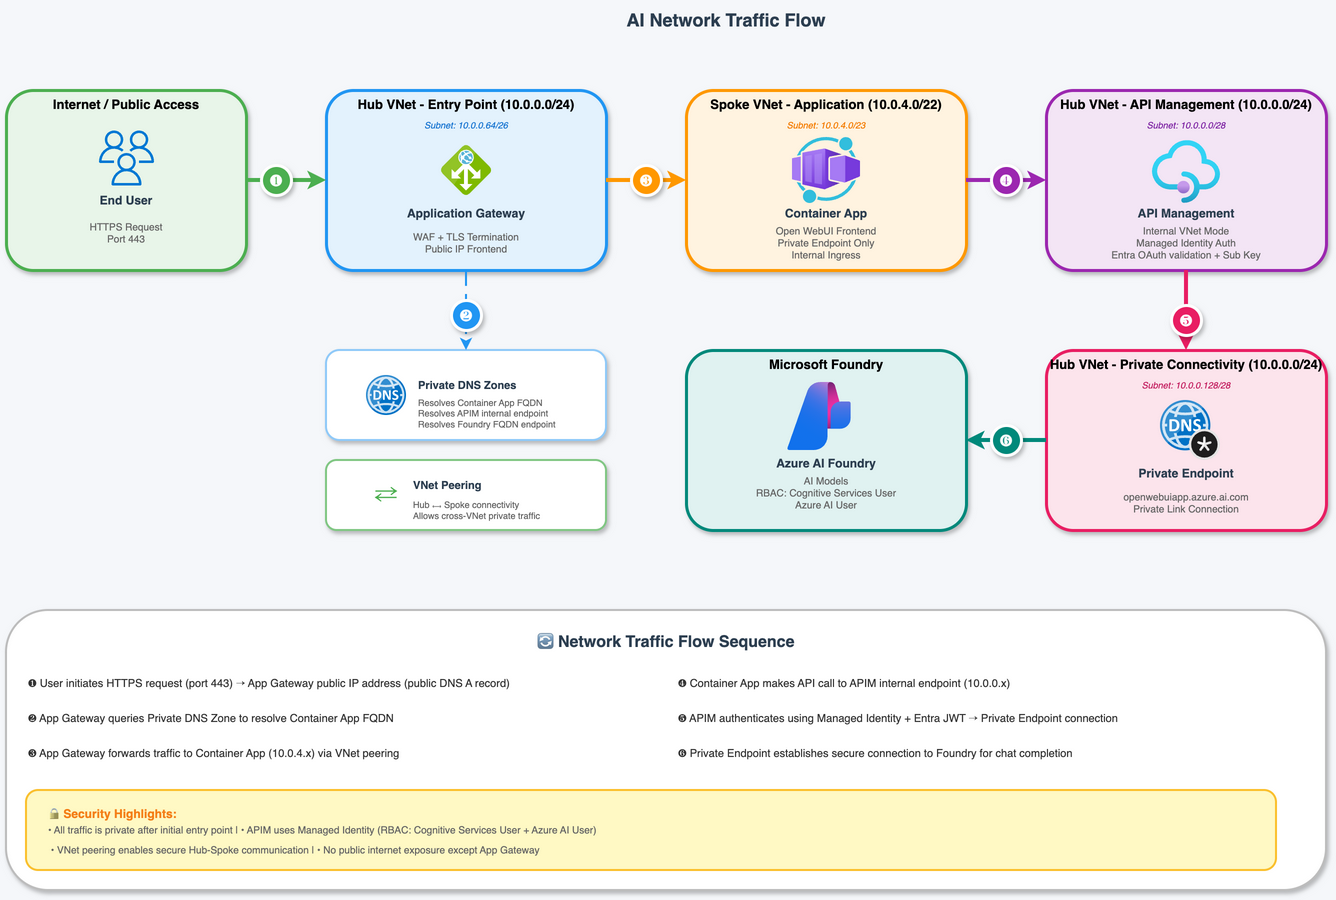 AI Network Traffic Flow
Internet / Public Access
End User
HTTPS Request
Port 443
❶
Hub VNet - Entry Point (10.0.0.0/24)
Subnet: 10.0.0.64/26
Application Gateway
WAF + TLS Termination
Public IP Frontend
❸
Spoke VNet - Application (10.0.4.0/22)
Subnet: 10.0.4.0/23
Container App
Open WebUI Frontend
Private Endpoint Only
Internal Ingress
❹
Hub VNet - API Management (10.0.0.0/24)
Subnet: 10.0.0.0/28
API Management
Internal VNet Mode
Managed Identity Auth
Entra OAuth validation + Sub Key
❷
❺
DNS
Private DNS Zones
Resolves Container App FQDN
Resolves APIM internal endpoint
Resolves Foundry FQDN endpoint
VNet Peering
Hub ↔ Spoke connectivity
Allows cross-VNet private traffic
Microsoft Foundry
Azure AI Foundry
AI Models
RBAC: Cognitive Services User
Azure AI User
❻
Hub VNet - Private Connectivity (10.0.0.0/24)
Subnet: 10.0.0.128/28
DNS
Private Endpoint
openwebuiapp.azure.ai.com
Private Link Connection
🔄 Network Traffic Flow Sequence
❶ User initiates HTTPS request (port 443) → App Gateway public IP address (public DNS A record)
❷ App Gateway queries Private DNS Zone to resolve Container App FQDN
❸ App Gateway forwards traffic to Container App (10.0.4.x) via VNet peering
❹ Container App makes API call to APIM internal endpoint (10.0.0.x)
❺ APIM authenticates using Managed Identity + Entra JWT → Private Endpoint connection
❻ Private Endpoint establishes secure connection to Foundry for chat completion
🔒 Security Highlights:
• All traffic is private after initial entry point | • APIM uses Managed Identity (RBAC: Cognitive Services User + Azure AI User)
• VNet peering enables secure Hub-Spoke communication | • No public internet exposure except App Gateway